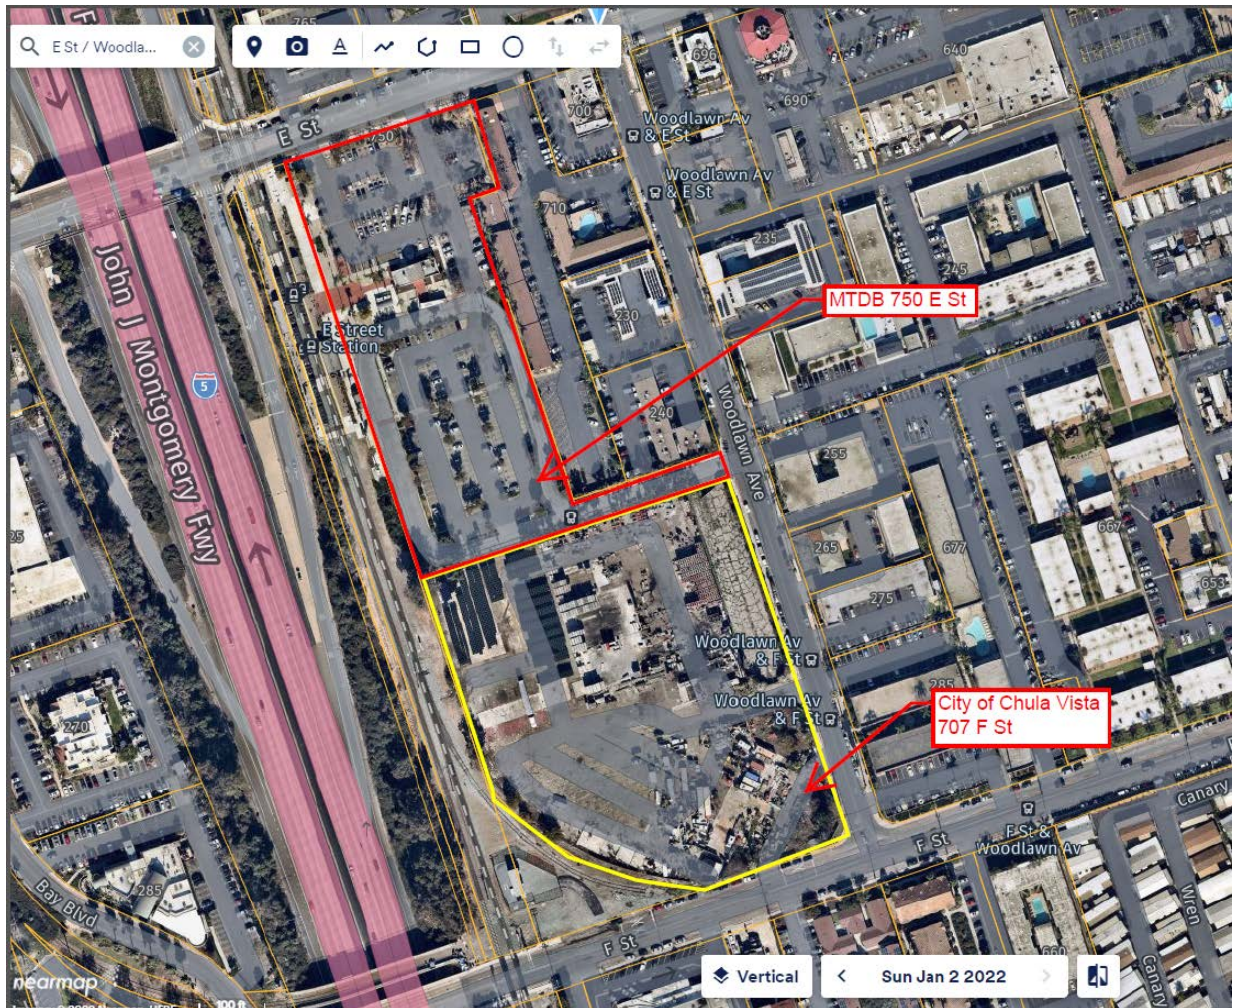 E St / Woodla...
A
765
640
696
690
700
Woodlawn Av
& E St
E St
750
Woodlawn Av
& E St
710
235
245
MTDB 750 E St
230
E Street
Station
John J Montgomery Fwy
5
240
Woodlawn Ave
255
265
677
667
275
653
Woodlawn Av
& F St
285
Woodlawn Av
& F St
City of Chula Vista
707 F St
270
Canary
F St
F St &
Woodlawn Av
285
Bay Blvd
Wren
F St
660
Canary
nearmap
Vertical
Sun Jan 2 2022
100 ft